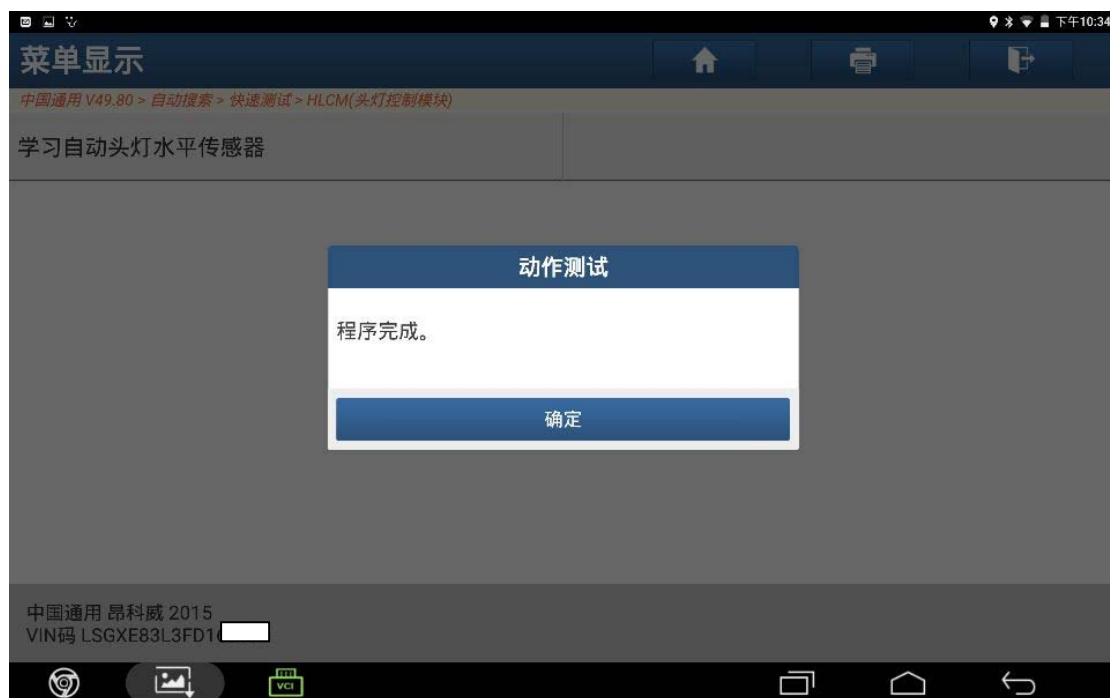 下午10:34
菜单显示
中国通用 V49.80 > 自动搜索 > 快速测试 > HLCM(头灯控制模块)
学习自动头灯水平传感器
动作测试
程序完成。
确定
中国通用 昂科威 2015
VIN码 LSGXE83L3FD1
VCI